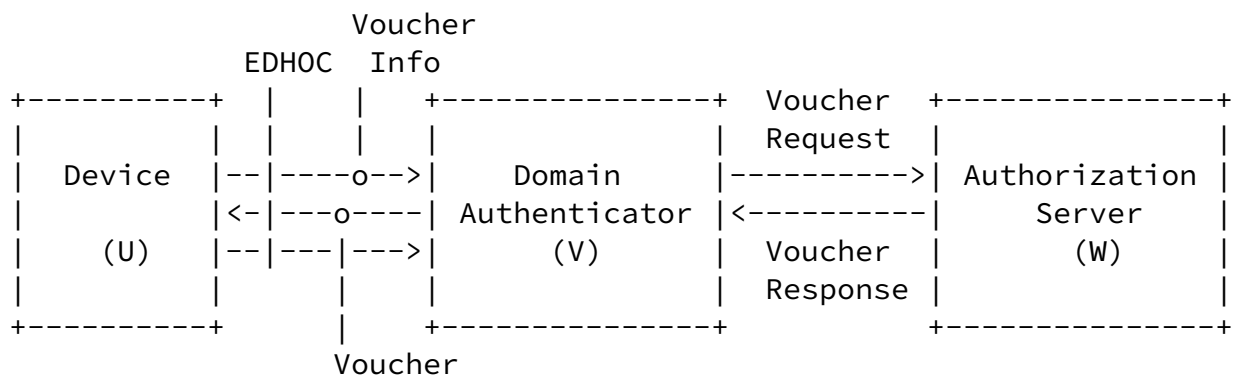 Voucher
EDHOC Info
Voucher
Request
Device Domain Authorization
Authenticator Server
(U) (V) Voucher (W)
Response
Voucher